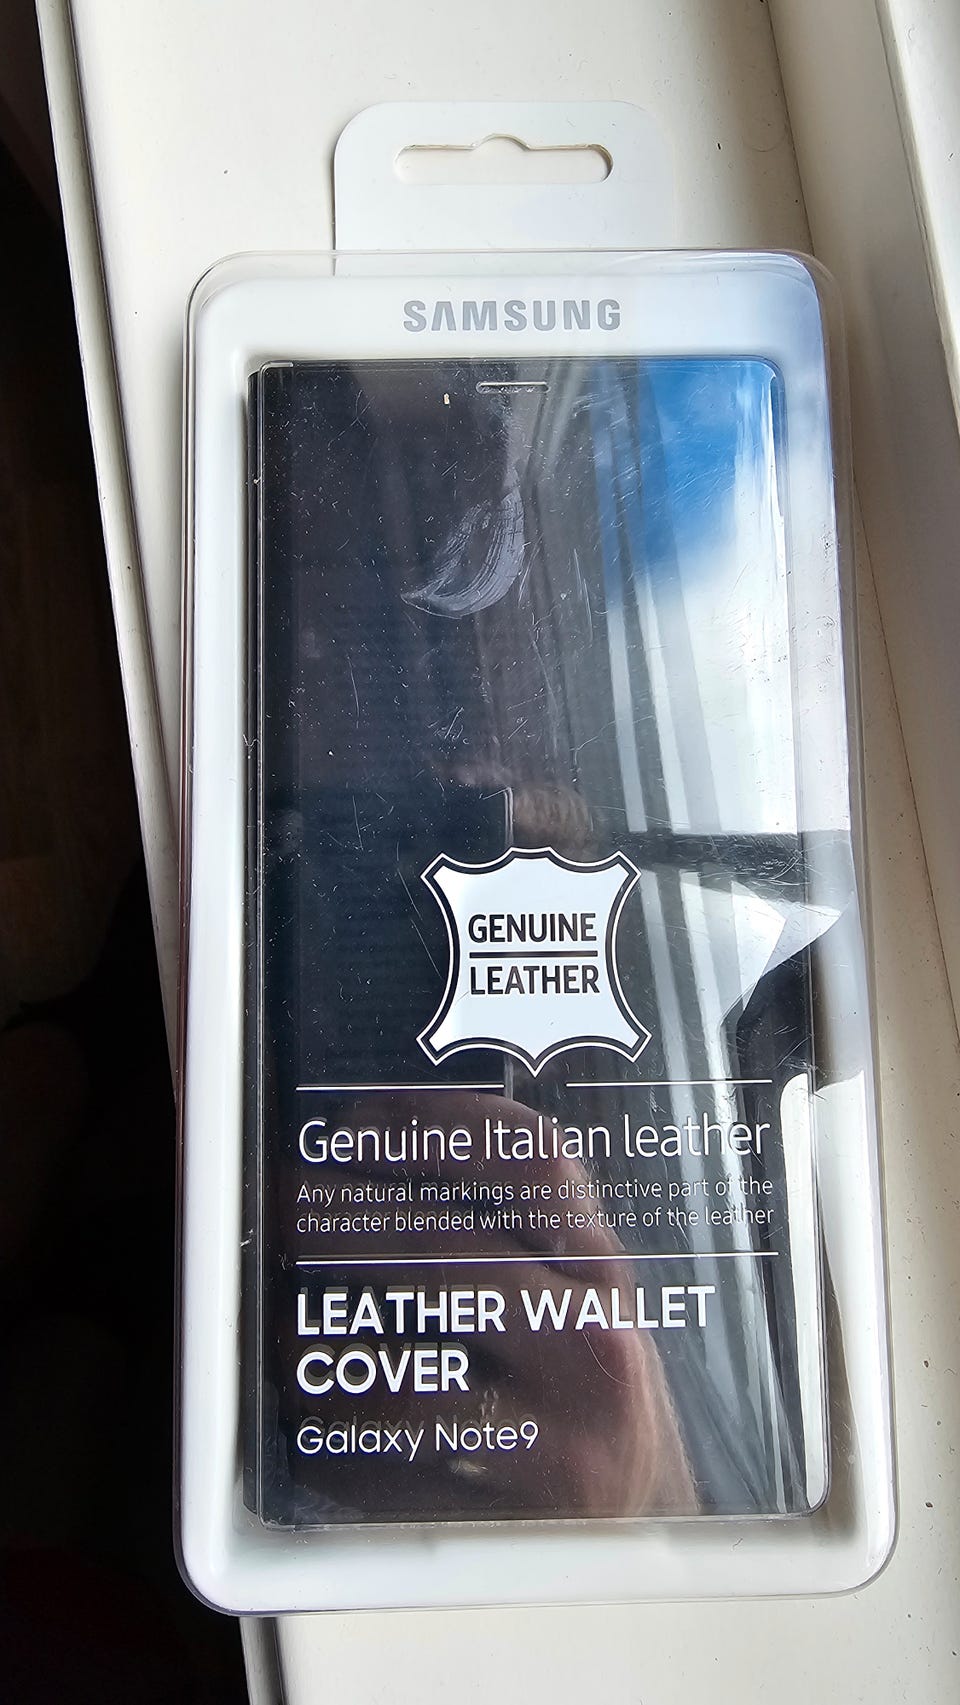 SAMSUNG
GENUINE
LEATHER
Genuine Italian leather
Any natural markings are distinctive part of the
character blended with the texture of the leather
LEATHER WALLET
COVER
Galaxy Note9